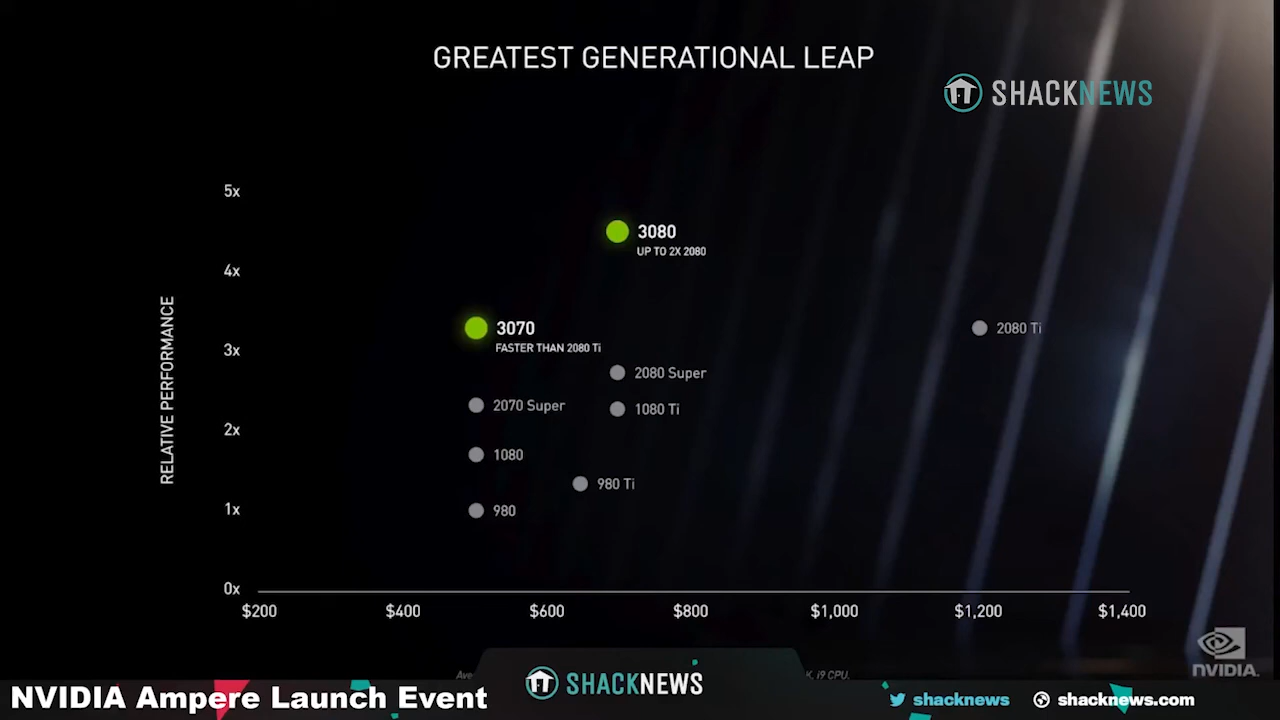 GREATEST GENERATIONAL LEAP
SHACKNEWS
5x
3080
UP TO 2X 2080
4x
RELATIVE PERFORMANCE
3070
FASTER THAN 2080 Ti
2080 Ti
3x
2080 Super
2070 Super
1080 Ti
2x
1080
980 Ti
1x
980
0x
$200 $400 $600 $800 $1,000 $1,200 $1,400
NVIDIA.
K, i9 CPU.
SHACKNEWS
NVIDIA Ampere Launch Event
shacknews
shacknews.com